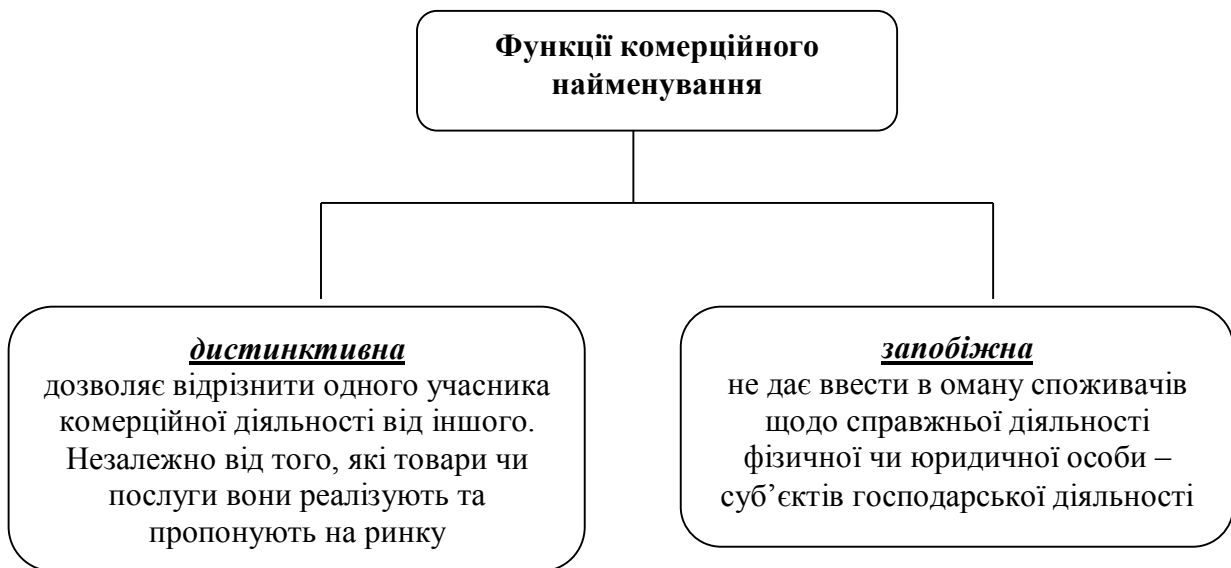 Функції комерційного
найменування
дистинктивна
дозволяє відрізнити одного учасника
комерційної діяльності від іншого.
Незалежно від того, які товари чи
послуги вони реалізують та
пропонують на ринку
запобіжна
не дає ввести в оману споживачів
щодо справжньої діяльності
фізичної чи юридичної особи –
суб’єктів господарської діяльності